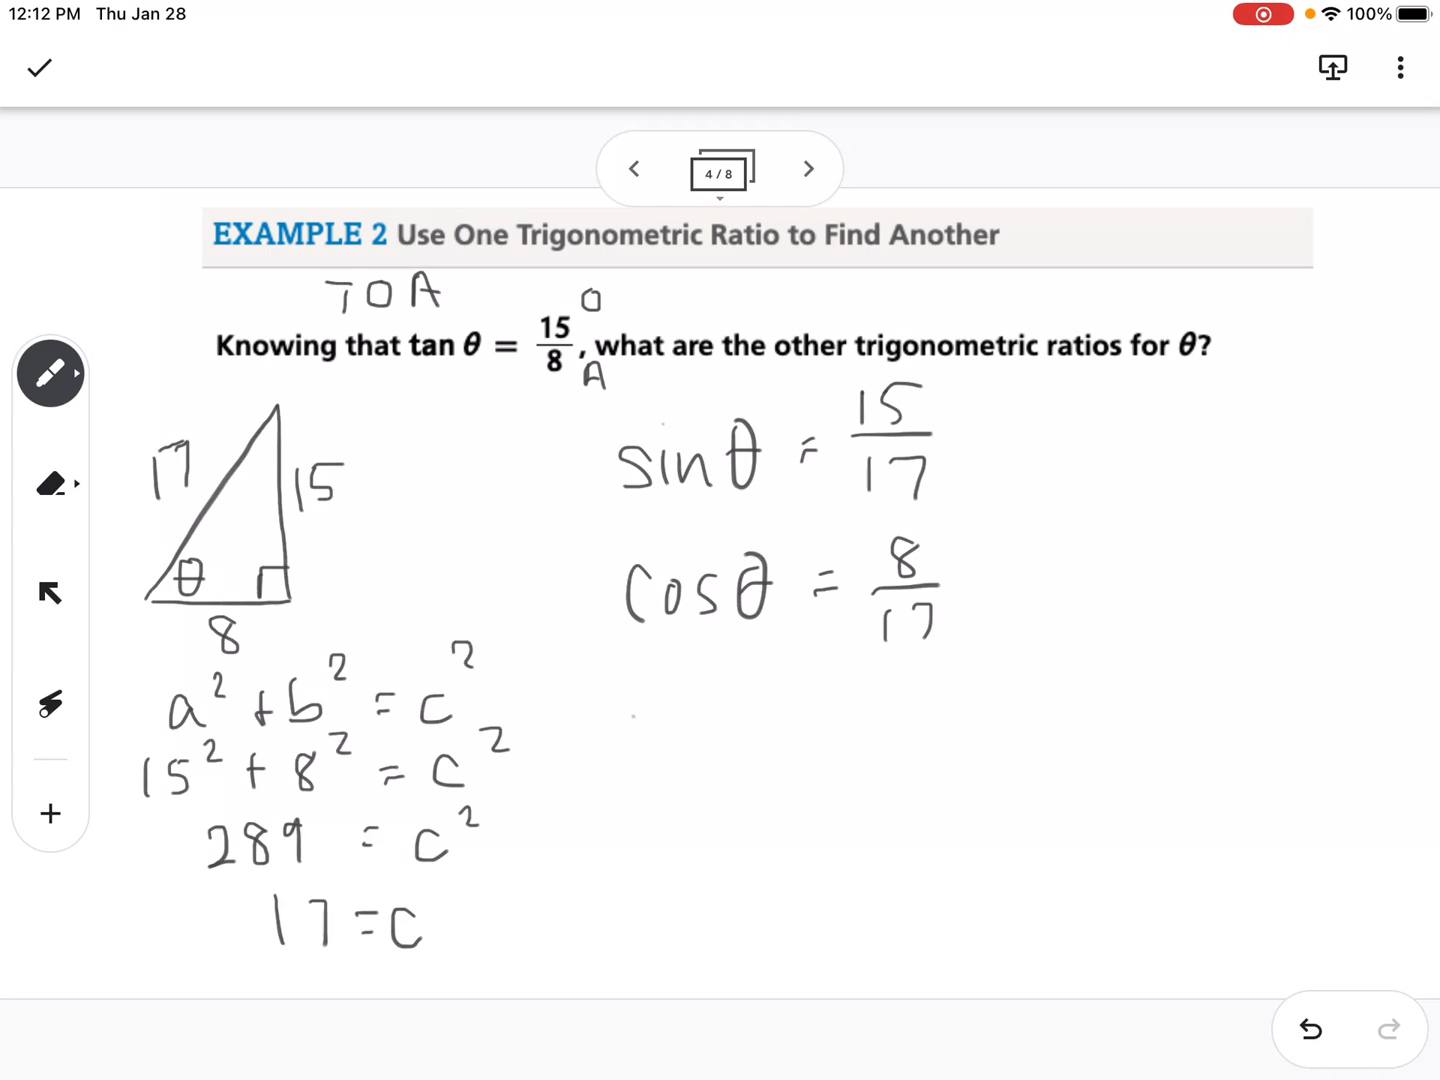 12:12 PM Thu Jan 28
100%
4 / 8
EXAMPLE 2 Use One Trigonometric Ratio to Find Another
TOA
O
Knowing that tan θ = 15/8, what are the other trigonometric ratios for θ?
A
17
15
θ
8
sinθ = 15/17
cosθ = 8/17
a² + b² = c²
15² + 8² = c²
289 = c²
17 = c